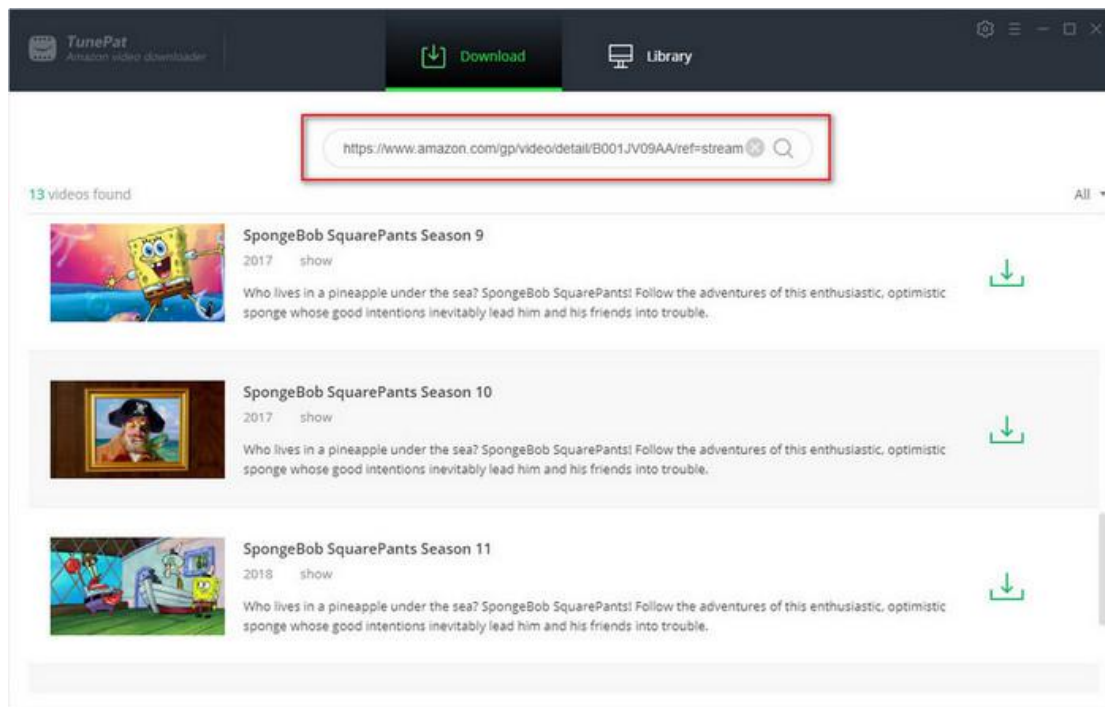 TunePat
Amazon video downloader
Download
Library
https://www.amazon.com/gp/video/detail/B001JV09AA/ref=stream
13 videos found
All
SpongeBob SquarePants Season 9
2017 show
Who lives in a pineapple under the sea? SpongeBob SquarePants! Follow the adventures of this enthusiastic, optimistic
sponge whose good intentions inevitably lead him and his friends into trouble.
SpongeBob SquarePants Season 10
2017 show
Who lives in a pineapple under the sea? SpongeBob SquarePants! Follow the adventures of this enthusiastic, optimistic
sponge whose good intentions inevitably lead him and his friends into trouble.
SpongeBob SquarePants Season 11
2018 show
Who lives in a pineapple under the sea? SpongeBob SquarePants! Follow the adventures of this enthusiastic, optimistic
sponge whose good intentions inevitably lead him and his friends into trouble.